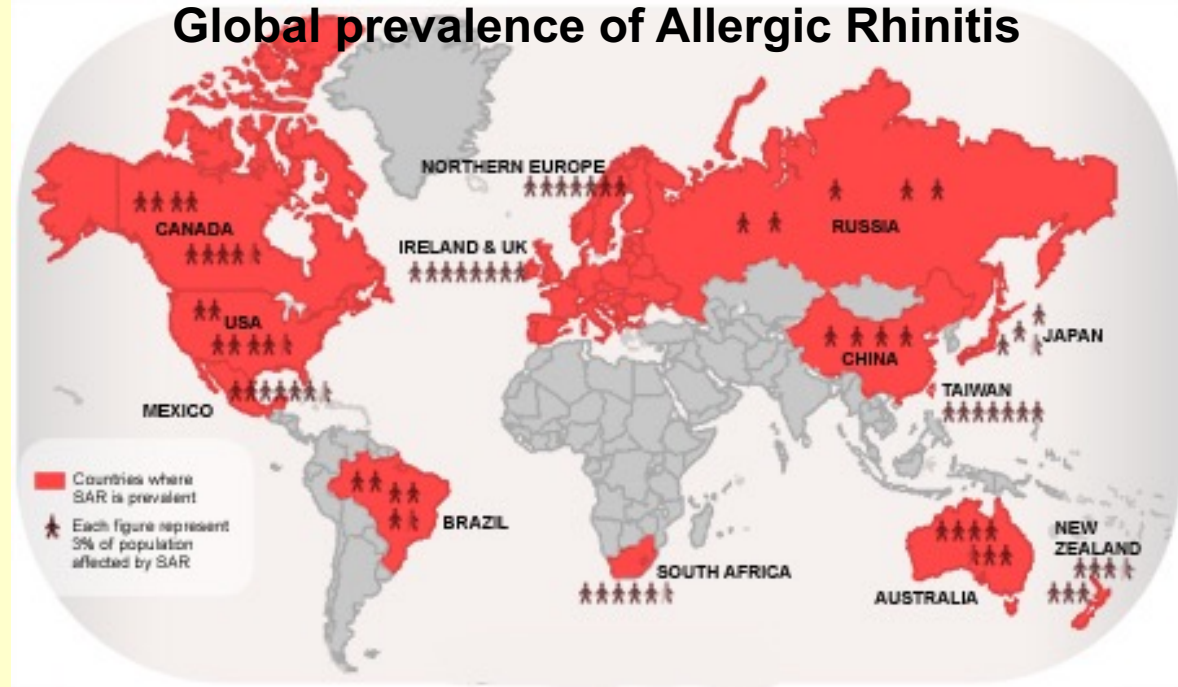 Global prevalence of Allergic Rhinitis
NORTHERN EUROPE
CANADA
RUSSIA
IRELAND & UK
USA
JAPAN
CHINA
MEXICO
TAIWAN
Countries where
SAR is prevalent
Each figure represent
3% of population
affected by SAR
BRAZIL
NEW
ZEALAND
SOUTH AFRICA
AUSTRALIA